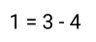 1 = 3 - 4